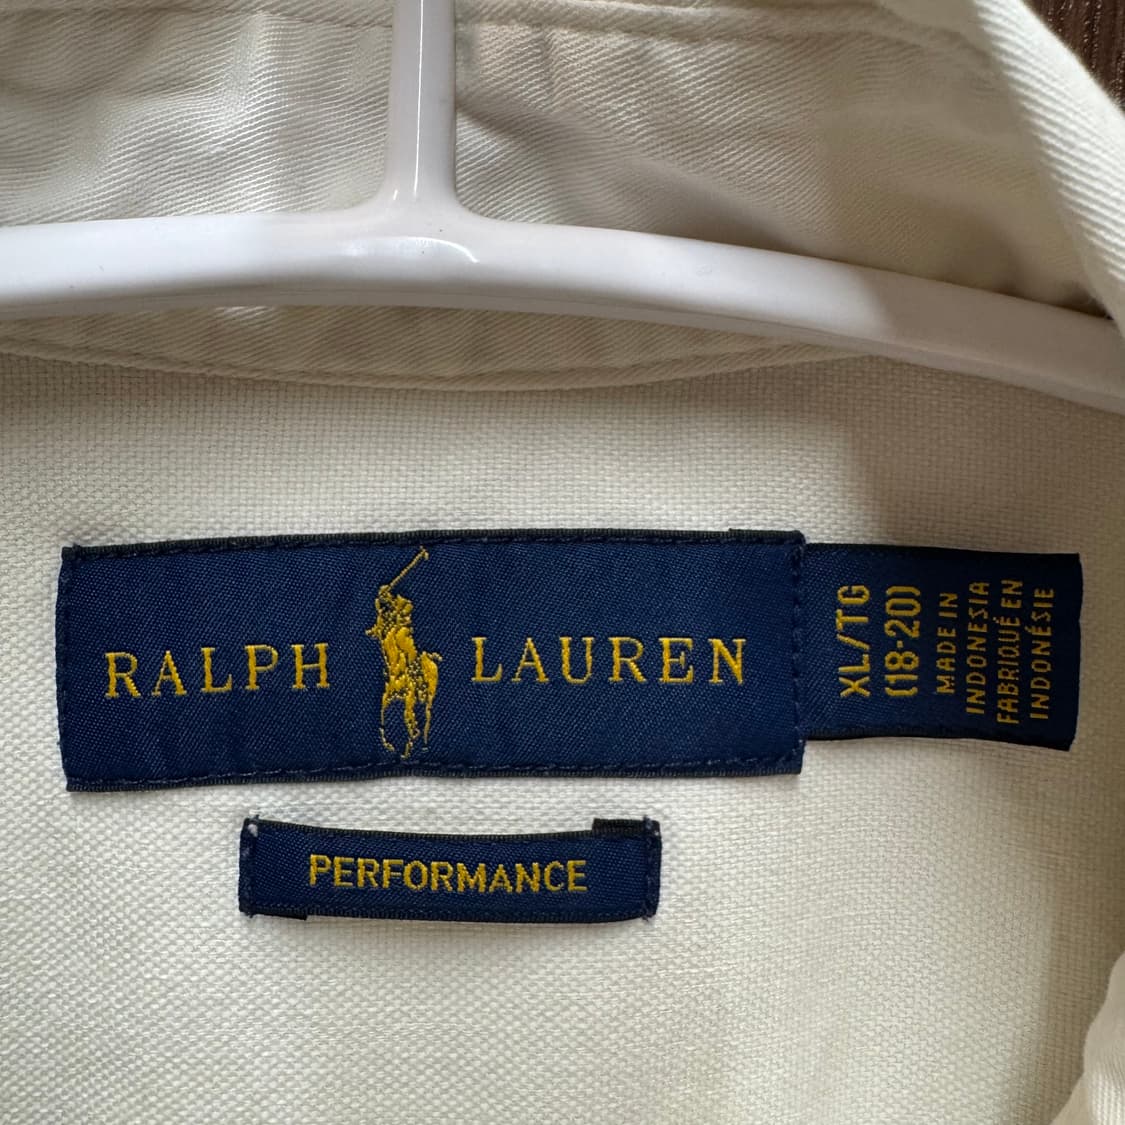 RALPH LAUREN
XL/TG
(18-20)
MADE IN
INDONESIA
FABRIQUÉ EN
INDONÉSIE
PERFORMANCE